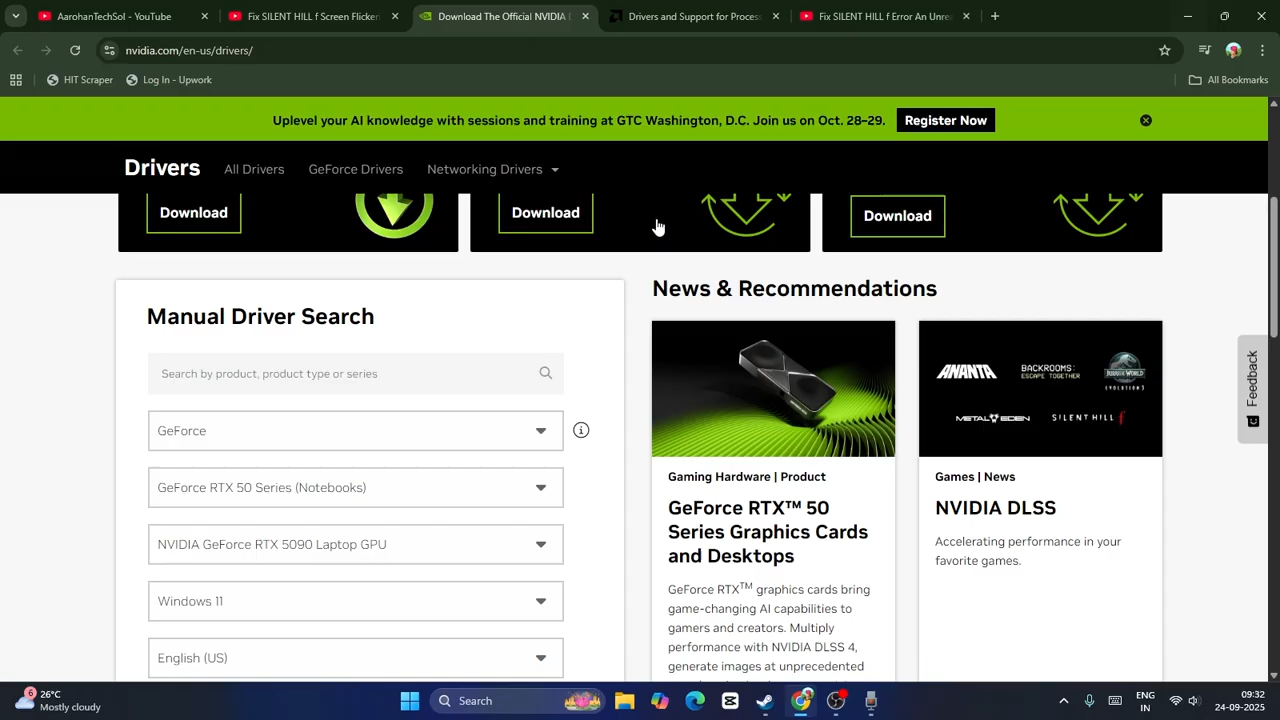 AarohanTechSol - YouTube
Fix SILENT HILL f Screen Flicker
Download The Official NVIDIA
Drivers and Support for Process
Fix SILENT HILL f Error An Unre
nvidia.com/en-us/drivers/
HIT Scraper
Log In - Upwork
All Bookmarks
Uplevel your AI knowledge with sessions and training at GTC Washington, D.C. Join us on Oct. 28–29.
Register Now
Drivers
All Drivers
GeForce Drivers
Networking Drivers
Download
Download
Download
Manual Driver Search
Search by product, product type or series
GeForce
GeForce RTX 50 Series (Notebooks)
NVIDIA GeForce RTX 5090 Laptop GPU
Windows 11
English (US)
News & Recommendations
Gaming Hardware | Product
GeForce RTX™ 50
Series Graphics Cards
and Desktops
GeForce RTX™ graphics cards bring
game-changing AI capabilities to
gamers and creators. Multiply
performance with NVIDIA DLSS 4,
generate images at unprecedented
ANANTA
BACKROOMS:
ESCAPE TOGETHER
JURASSIC WORLD
EVOLUTION 3
METAL EDEN
SILENT HILL f
Games | News
NVIDIA DLSS
Accelerating performance in your
favorite games.
Feedback
6
26°C
Mostly cloudy
Search
ENG
IN
09:32
24-09-2025